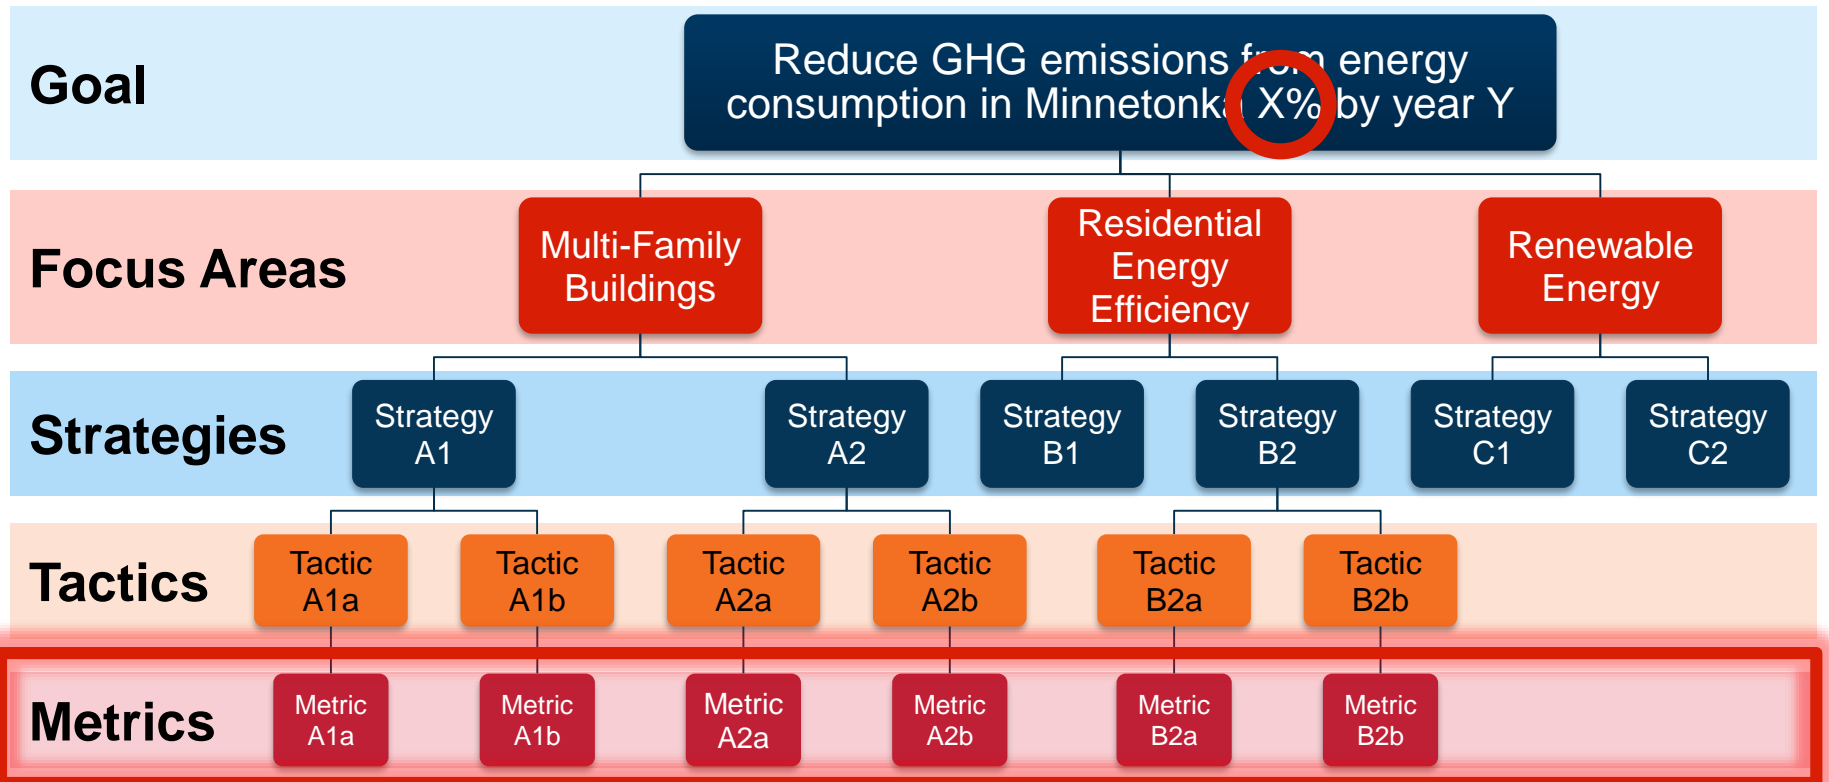 Goal
Reduce GHG emissions from energy
consumption in Minnetonka X% by year Y
Focus Areas
Multi-Family
Buildings
Residential
Energy
Efficiency
Renewable
Energy
Strategies
Strategy
A1
Strategy
A2
Strategy
B1
Strategy
B2
Strategy
C1
Strategy
C2
Tactics
Tactic
A1a
Tactic
A1b
Tactic
A2a
Tactic
A2b
Tactic
B2a
Tactic
B2b
Metrics
Metric
A1a
Metric
A1b
Metric
A2a
Metric
A2b
Metric
B2a
Metric
B2b